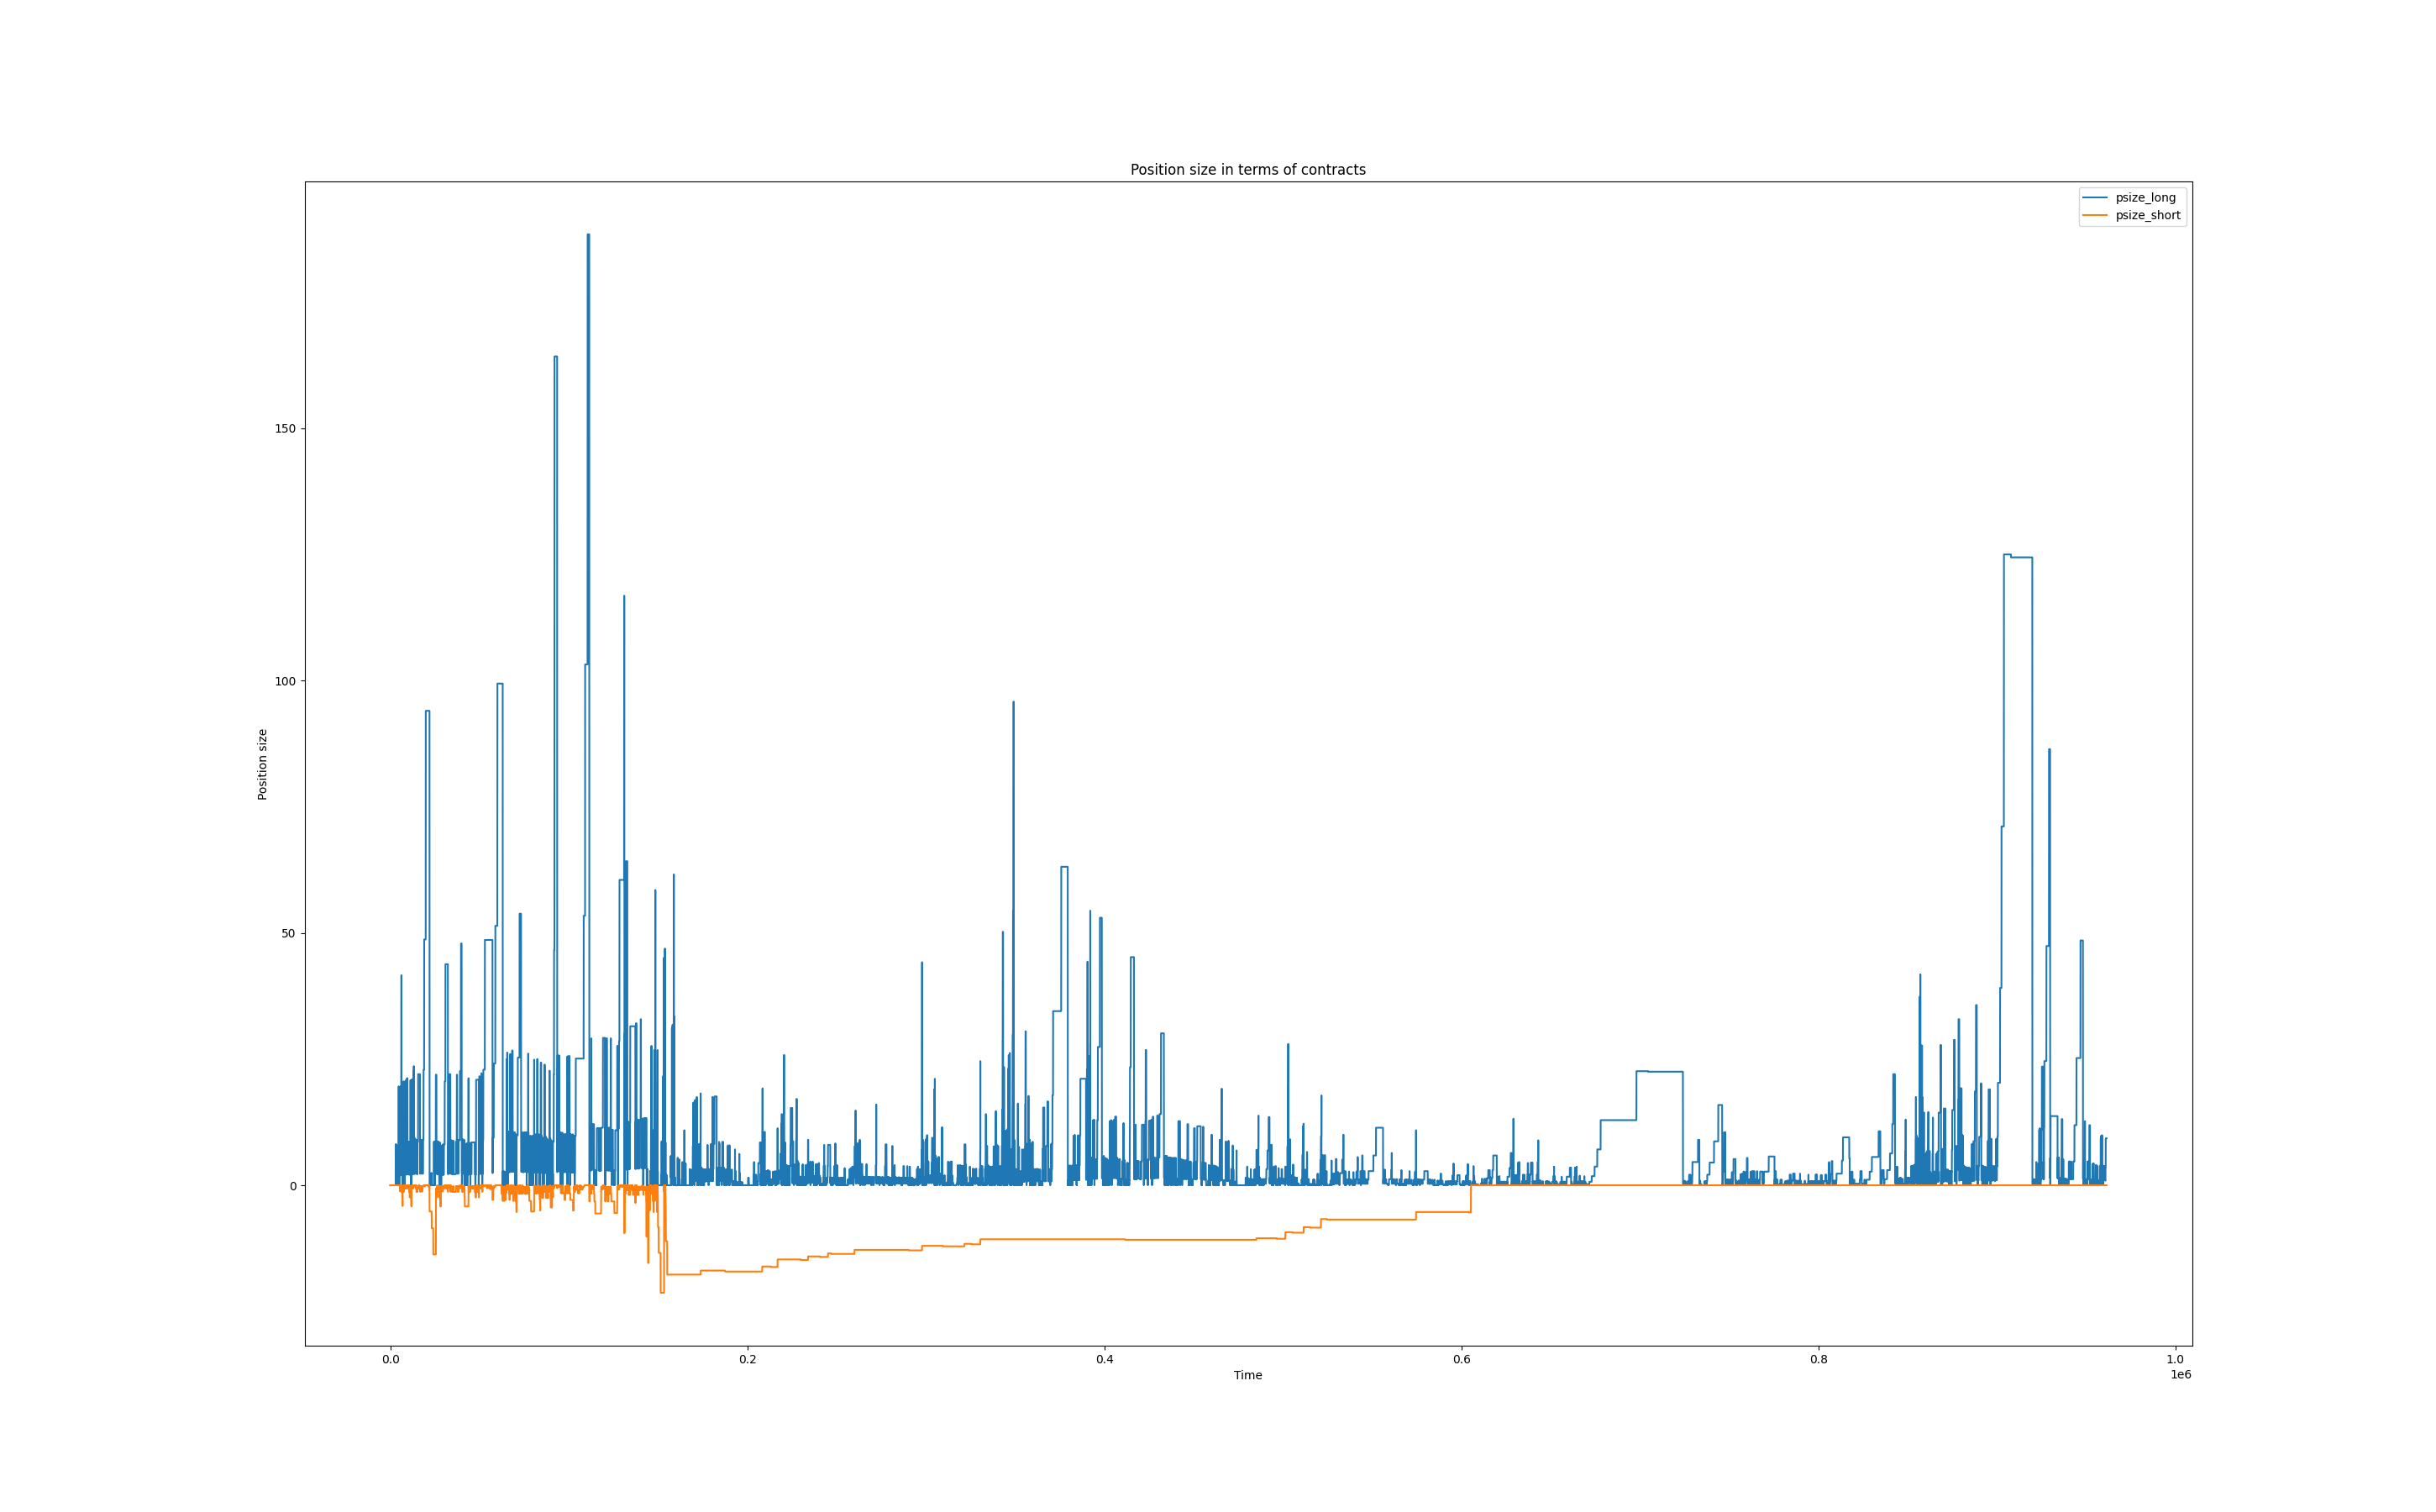 Position size in terms of contracts
psize_long
psize_short
150
100
50
0
Position size
0.0
0.2
0.4
0.6
0.8
1.0
1e6
Time